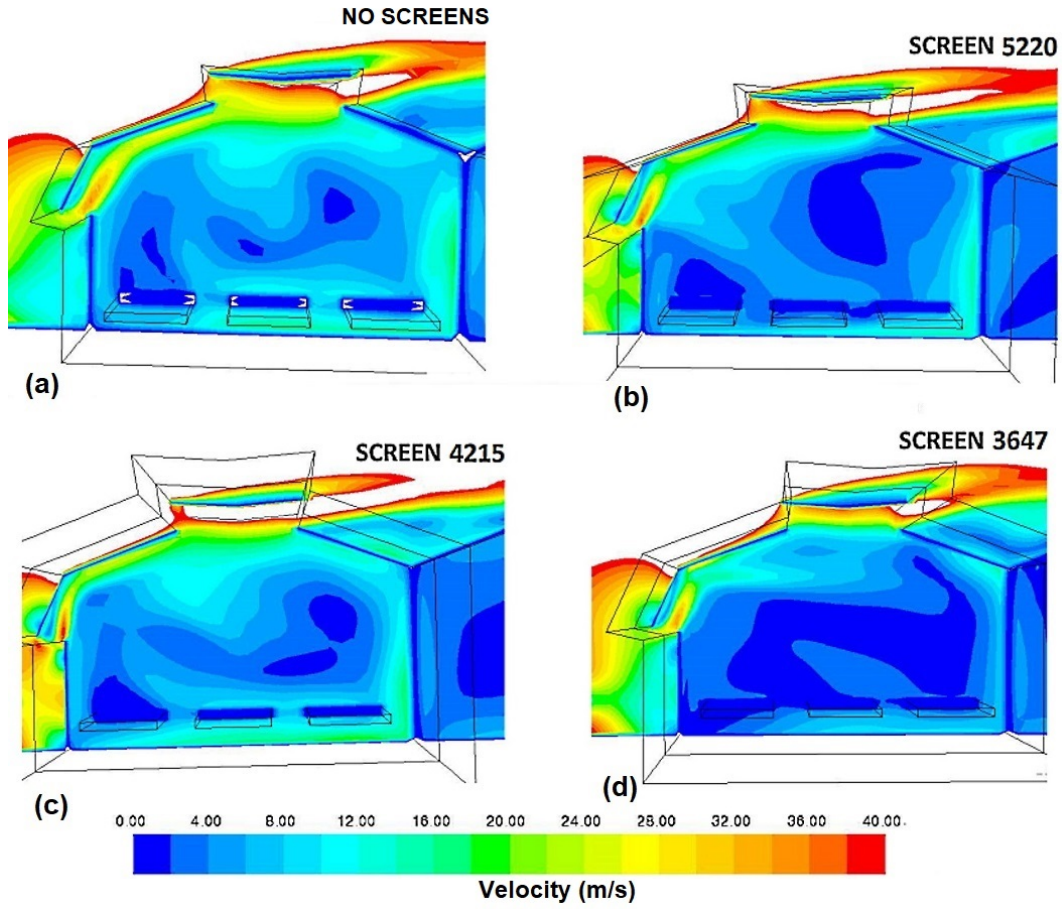 NO SCREENS
SCREEN 5220
(a)
(b)
SCREEN 4215
SCREEN 3647
(c)
(d)
0.00 4.00 8.00 12.00 16.00 20.00 24.00 28.00 32.00 36.00 40.00.
Velocity (m/s)